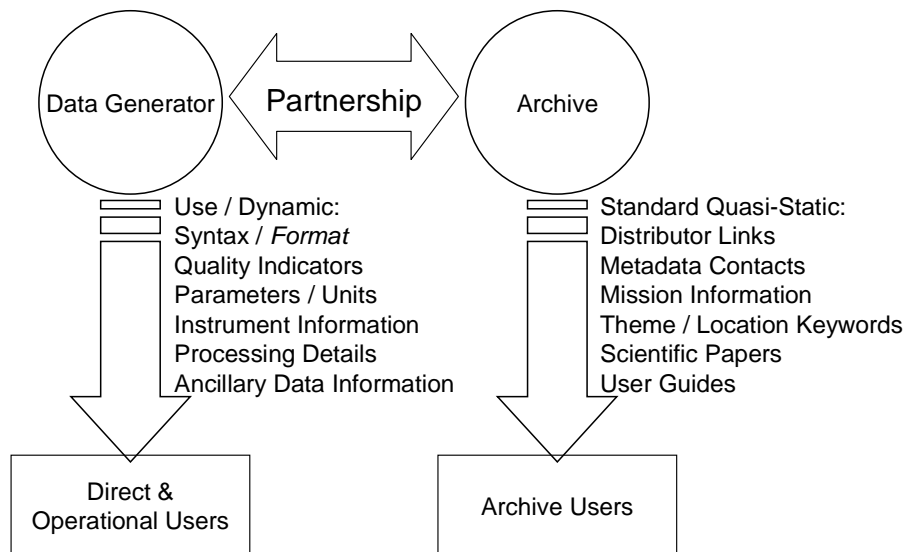 Data Generator
Partnership
Archive
Use / Dynamic:
Syntax / Format
Quality Indicators
Parameters / Units
Instrument Information
Processing Details
Ancillary Data Information
Standard Quasi-Static:
Distributor Links
Metadata Contacts
Mission Information
Theme / Location Keywords
Scientific Papers
User Guides
Direct &
Operational Users
Archive Users